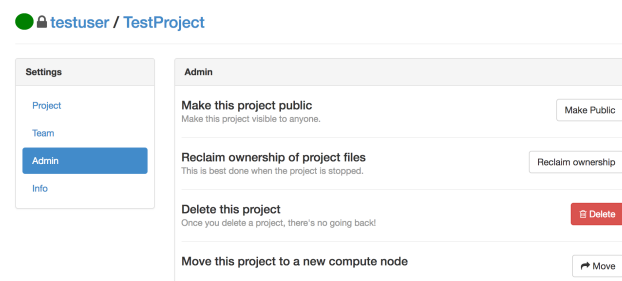 testuser / TestProject
Settings
Project
Team
Admin
Info
Admin
Make this project public
Make this project visible to anyone.
Make Public
Reclaim ownership of project files
This is best done when the project is stopped.
Reclaim ownership
Delete this project
Once you delete a project, there's no going back!
Delete
Move this project to a new compute node
Move